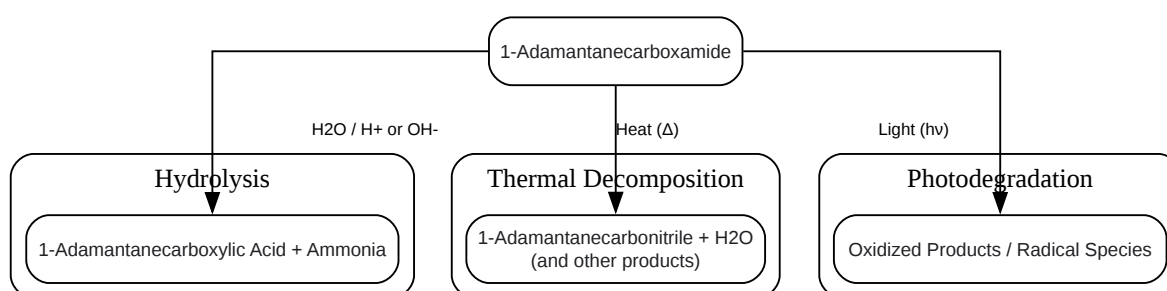 1-Adamantanecarboxamide
H2O / H+ or OH-
Heat (Δ)
Light (hν)
Hydrolysis
Thermal Decomposition
Photodegradation
1-Adamantanecarboxylic Acid + Ammonia
1-Adamantanecarbonitrile + H2O
(and other products)
Oxidized Products / Radical Species